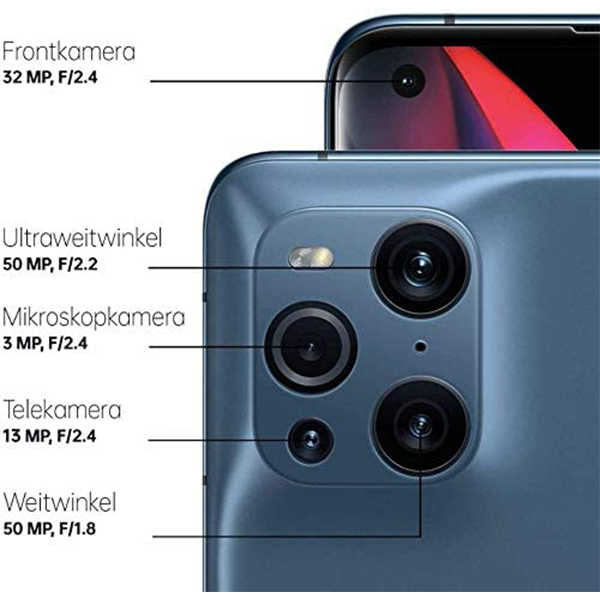 Frontkamera
32 MP, F/2.4
Ultraweitwinkel
50 MP, F/2.2
Mikroskopkamera
3 MP, F/2.4
Telekamera
13 MP, F/2.4
Weitwinkel
50 MP, F/1.8